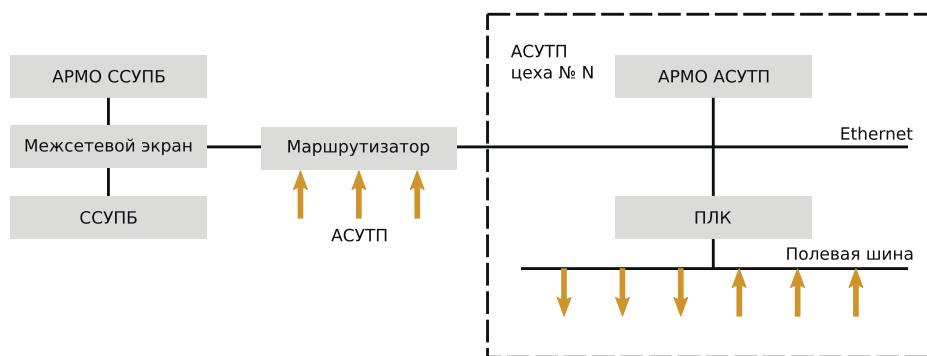 АСУТП
цеха № N
АРМО ССУПБ
АРМО АСУТП
Межсетевой экран
Маршрутизатор
Ethernet
ССУПБ
АСУТП
ПЛК
Полевая шина